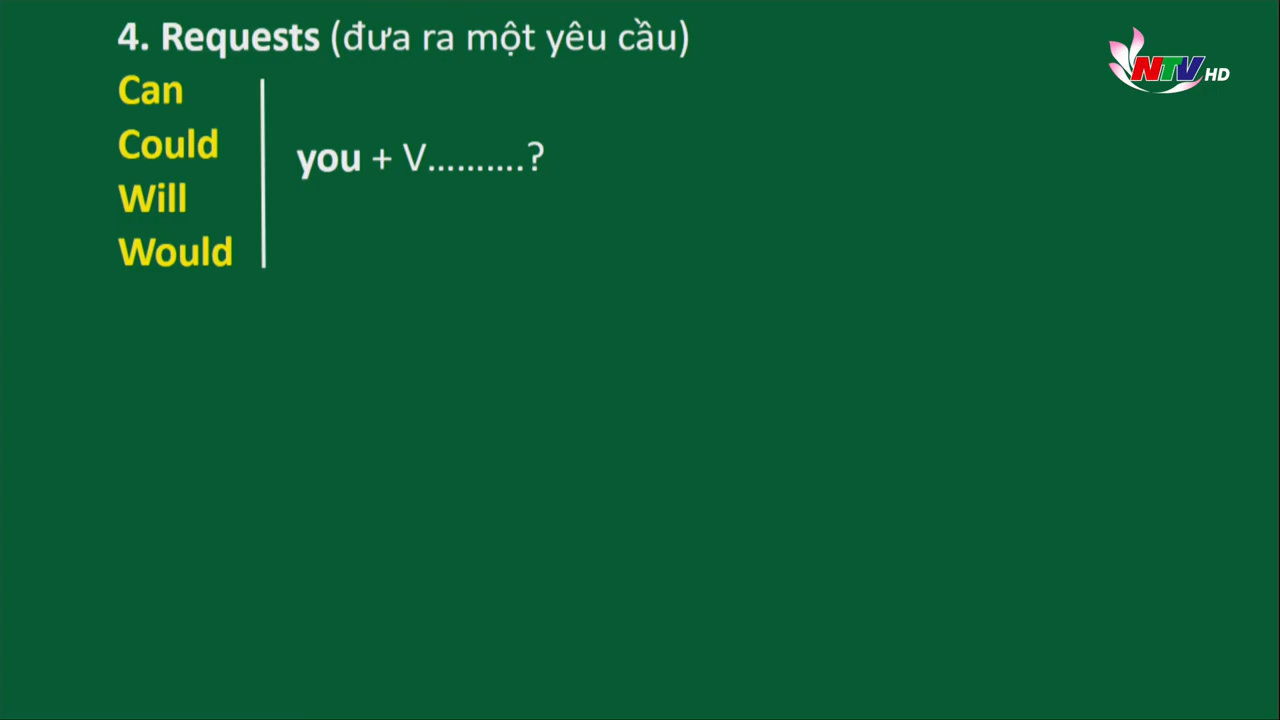 4. Requests (đưa ra một yêu cầu)
Can
Could
Will
Would
you + V..........?
NTV HD